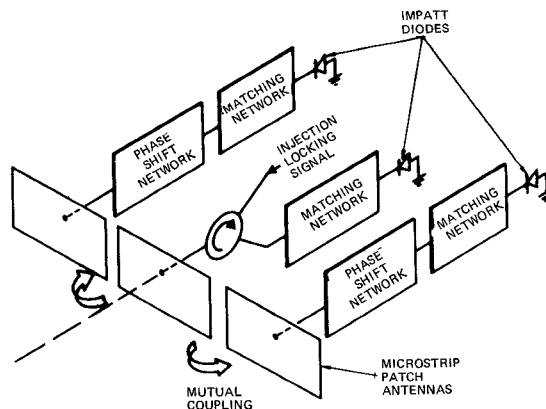 IMPATT
DIODES
MATCHING
NETWORK
PHASE
SHIFT
NETWORK
INJECTION
LOCKING
SIGNAL
MATCHING
NETWORK
MATCHING
NETWORK
PHASE
SHIFT
NETWORK
MUTUAL
COUPLING
MICROSTRIP
PATCH
ANTENNAS